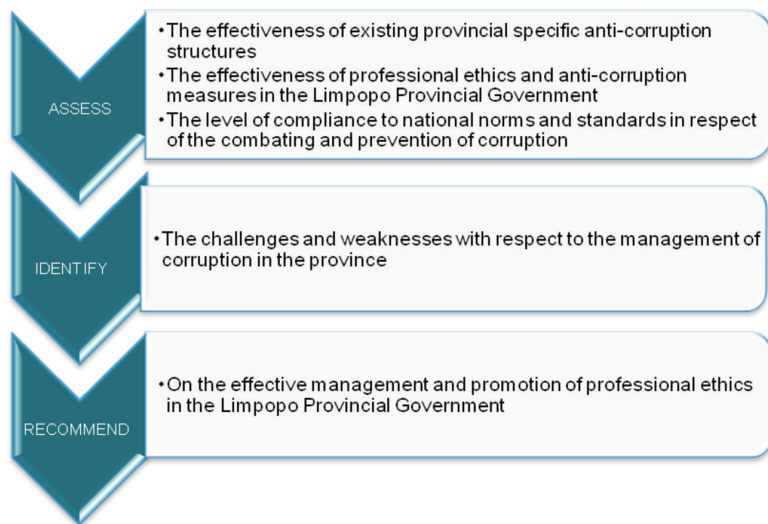 ASSESS
•The effectiveness of existing provincial specific anti-corruption
structures
•The effectiveness of professional ethics and anti-corruption
measures in the Limpopo Provincial Government
•The level of compliance to national norms and standards in respect
of the combating and prevention of corruption
IDENTIFY
•The challenges and weaknesses with respect to the management of
corruption in the province
RECOMMEND
•On the effective management and promotion of professional ethics
in the Limpopo Provincial Government